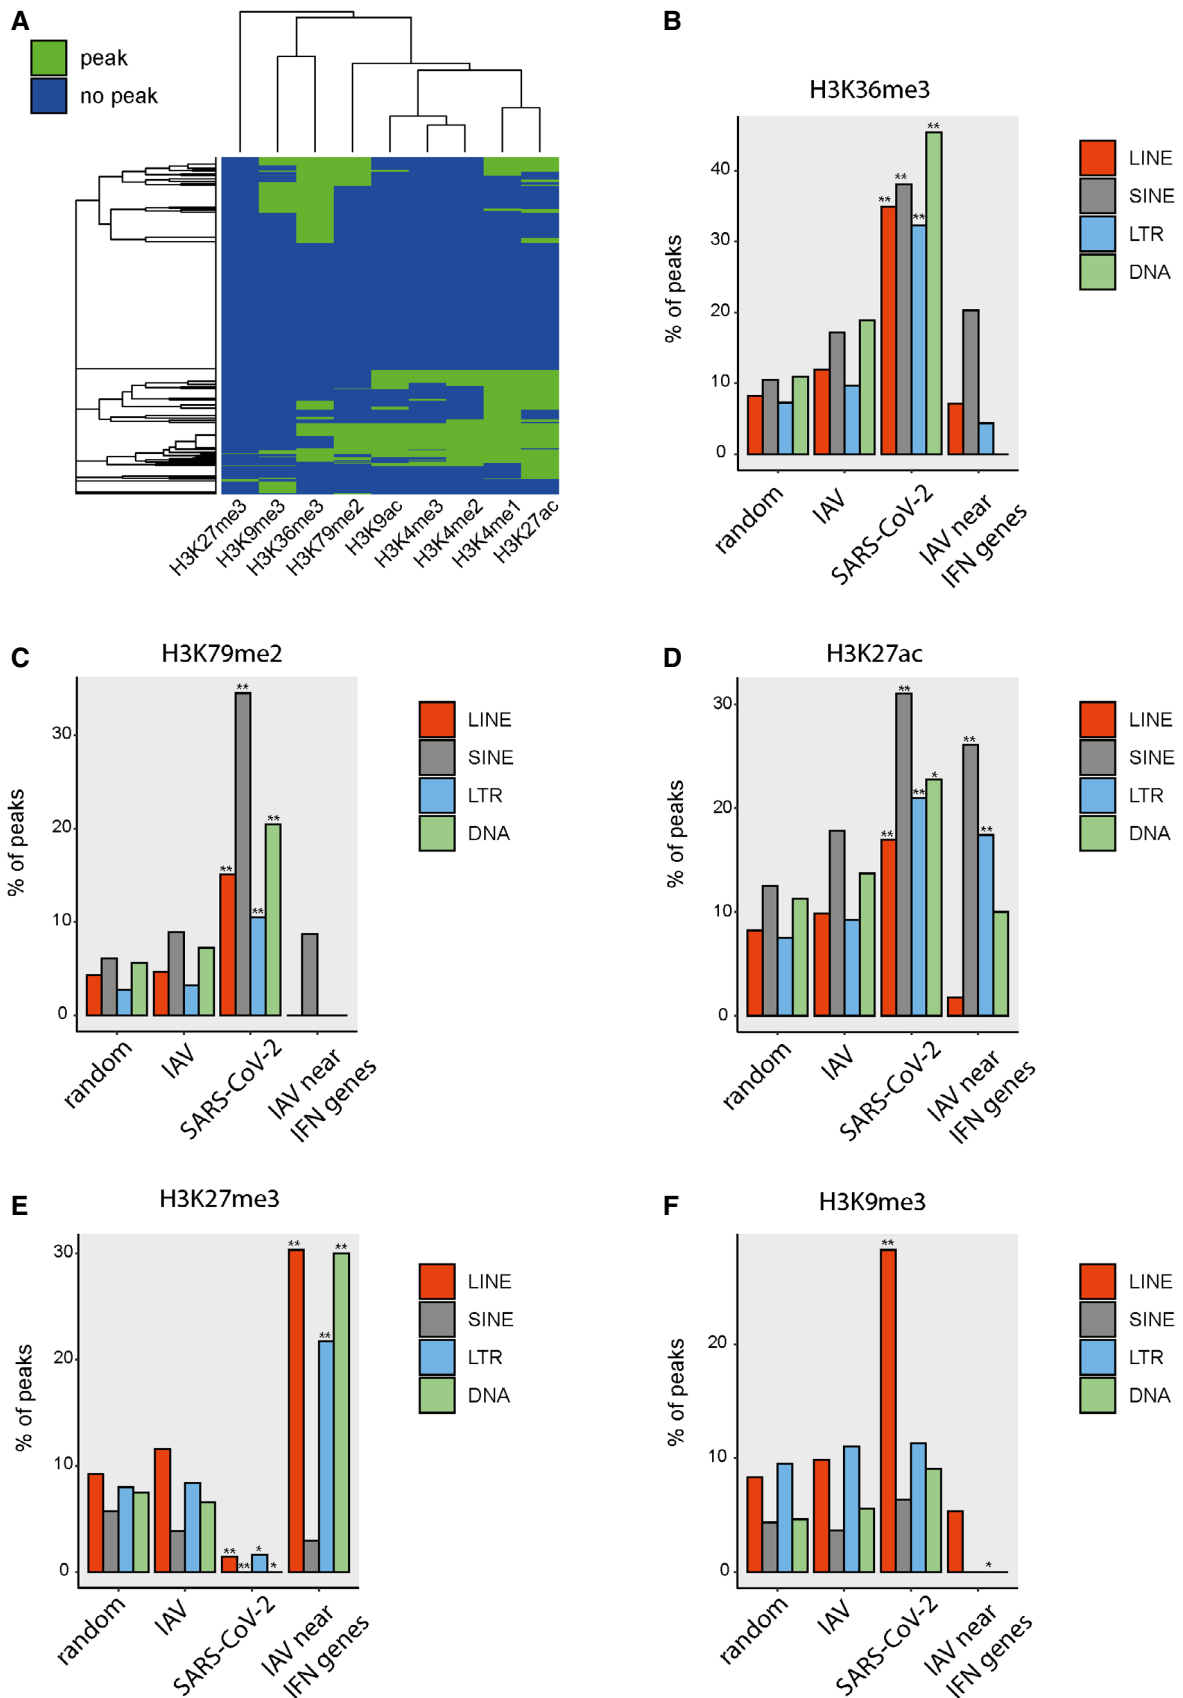 A
peak
no peak
H3K27me3
H3K9me3
H3K36me3
H3K79me2
H3K9ac
H3K4me3
H3K4me2
H3K4me1
H3K27ac
B
H3K36me3
% of peaks
40
30
20
10
0
** ** ** **
random
IAV
SARS-CoV-2
IAV near
IFN genes
LINE
SINE
LTR
DNA
C
H3K79me2
% of peaks
30
20
10
0
** ** ** **
random
IAV
SARS-CoV-2
IAV near
IFN genes
LINE
SINE
LTR
DNA
D
H3K27ac
% of peaks
30
20
10
0
** ** ** * ** **
random
IAV
SARS-CoV-2
IAV near
IFN genes
LINE
SINE
LTR
DNA
E
H3K27me3
% of peaks
30
20
10
0
** ** * * ** ** **
random
IAV
SARS-CoV-2
IAV near
IFN genes
LINE
SINE
LTR
DNA
F
H3K9me3
% of peaks
20
10
0
** *
random
IAV
SARS-CoV-2
IAV near
IFN genes
LINE
SINE
LTR
DNA